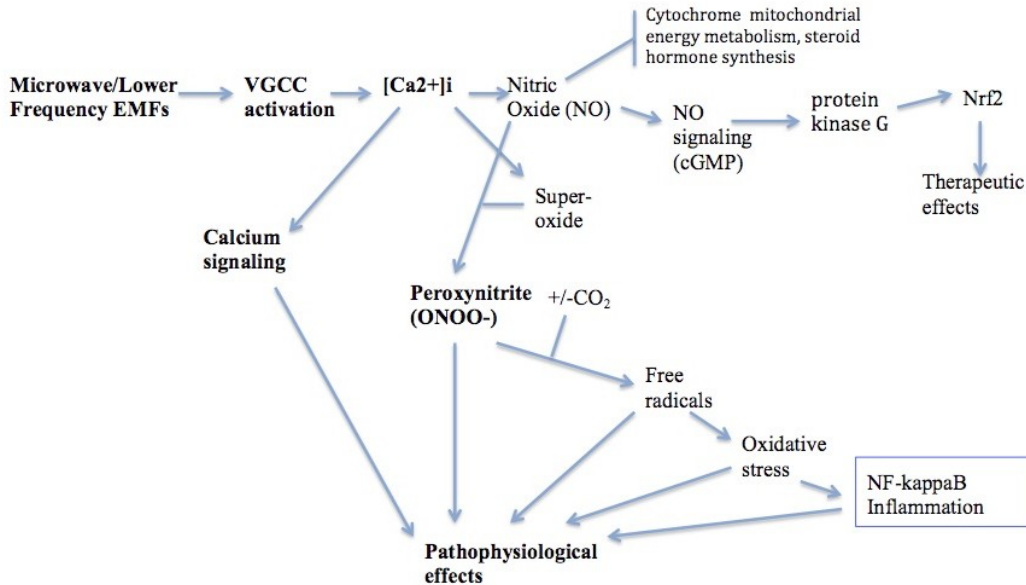 Cytochrome mitochondrial
energy metabolism, steroid
hormone synthesis
Microwave/Lower
Frequency EMFs
VGCC
activation
[Ca2+]i
Nitric
Oxide (NO)
NO
signaling
(cGMP)
protein
kinase G
Nrf2
Therapeutic
effects
Super-
oxide
Calcium
signaling
Peroxynitrite
(ONOO-)
+/-CO₂
Free
radicals
Oxidative
stress
NF-kappaB
Inflammation
Pathophysiological
effects